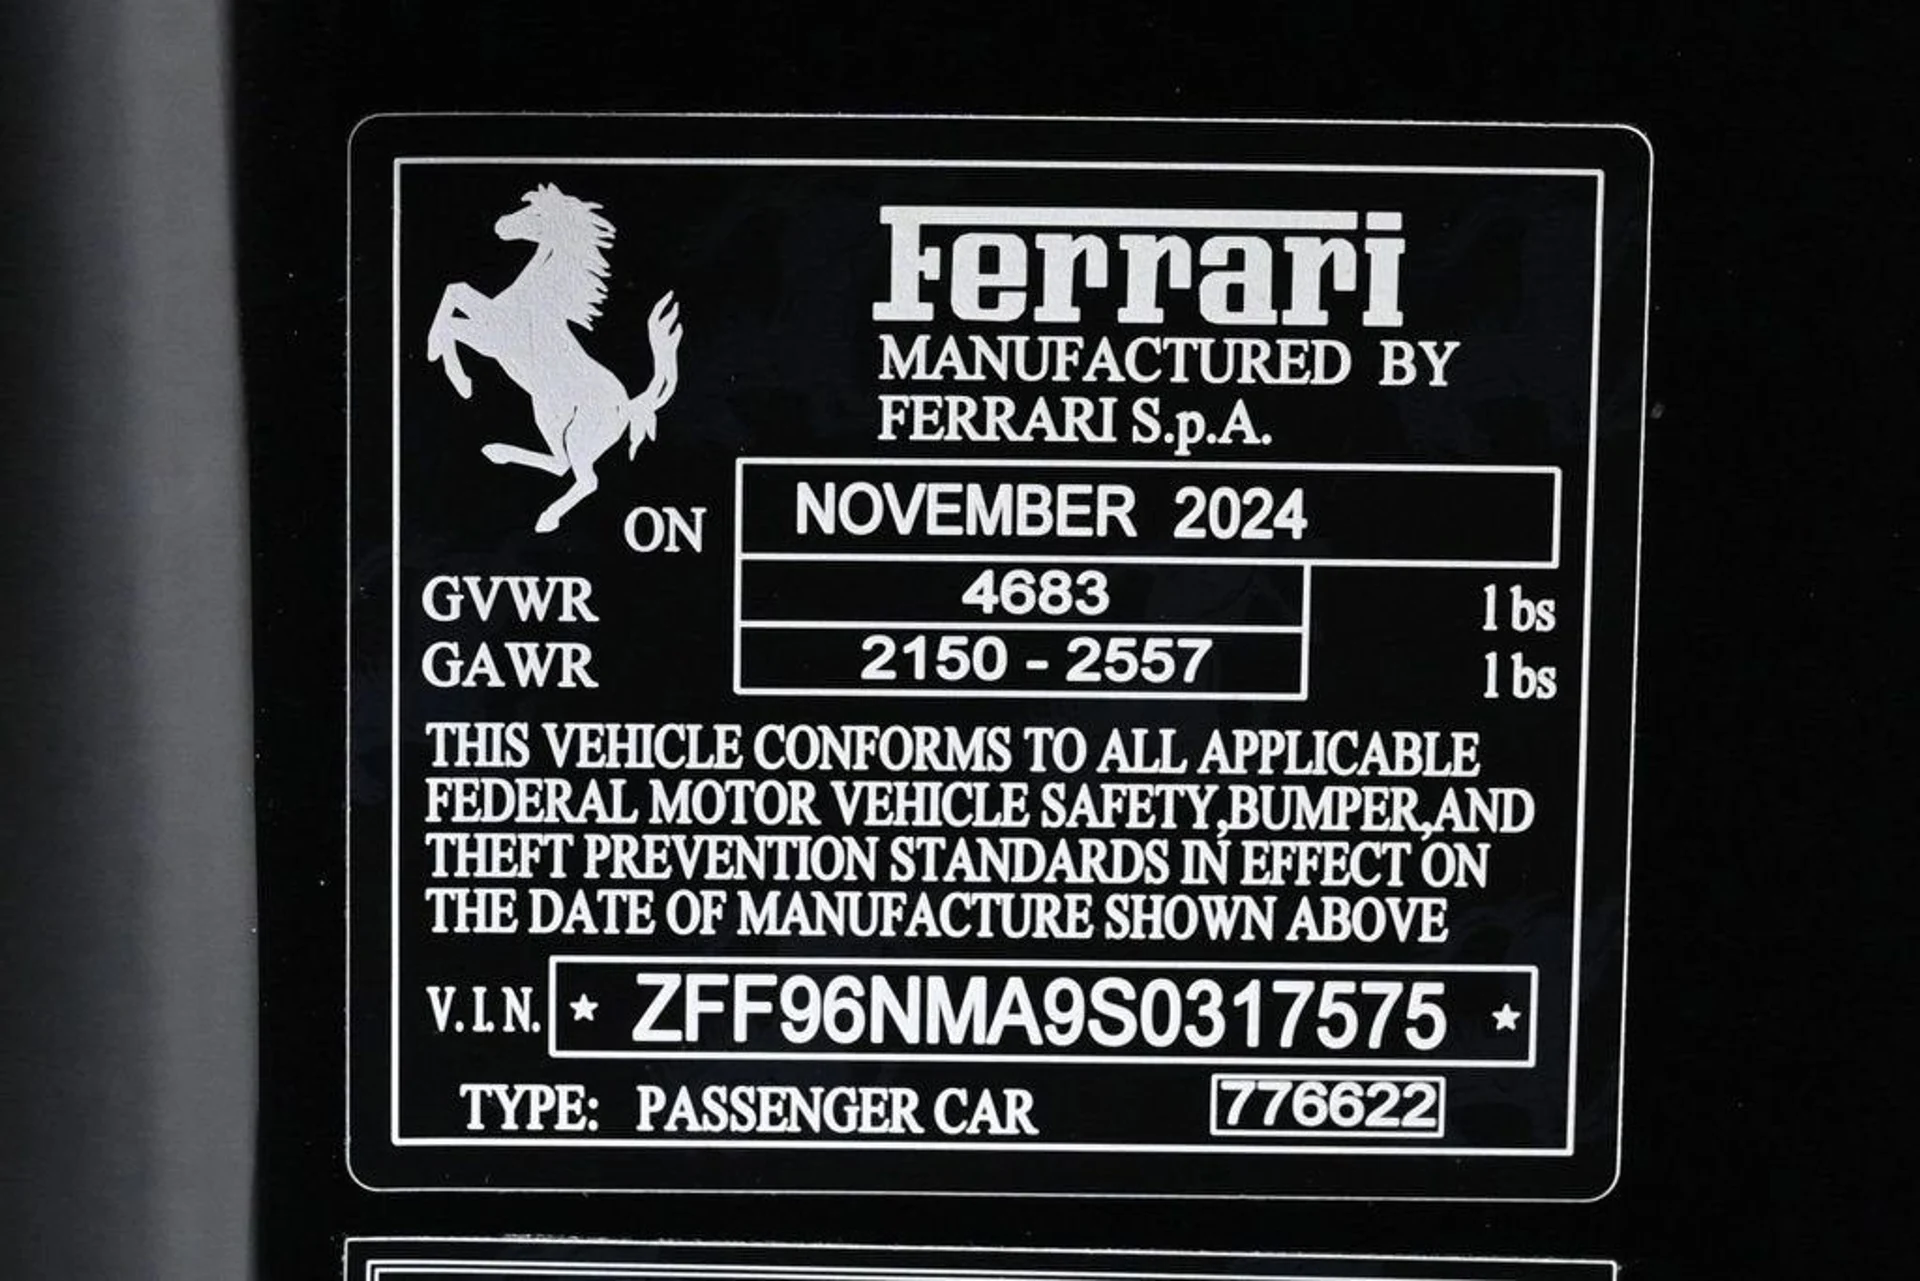 Ferrari
MANUFACTURED BY
FERRARI S.p.A.
ON NOVEMBER 2024
GVWR 4683 lbs
GAWR 2150 - 2557 lbs
THIS VEHICLE CONFORMS TO ALL APPLICABLE
FEDERAL MOTOR VEHICLE SAFETY,BUMPER,AND
THEFT PREVENTION STANDARDS IN EFFECT ON
THE DATE OF MANUFACTURE SHOWN ABOVE
V.I.N. ★ ZFF96NMA9S0317575 ★
TYPE: PASSENGER CAR 776622